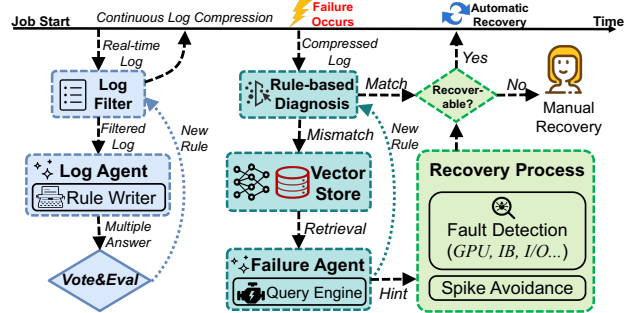 Job Start
Continuous Log Compression
Failure
Occurs
Automatic
Recovery
Time
Real-time
Log
Compressed
Log
Yes
Log
Filter
Rule-based
Diagnosis
Match
Recover-
able?
No
Manual
Recovery
Filtered
Log
New
Rule
Mismatch
New
Rule
Log Agent
Rule Writer
Vector
Store
Recovery Process
Fault Detection
(GPU, IB, I/O...)
Spike Avoidance
Multiple
Answer
Retrieval
Vote&Eval
Failure Agent
Query Engine
Hint